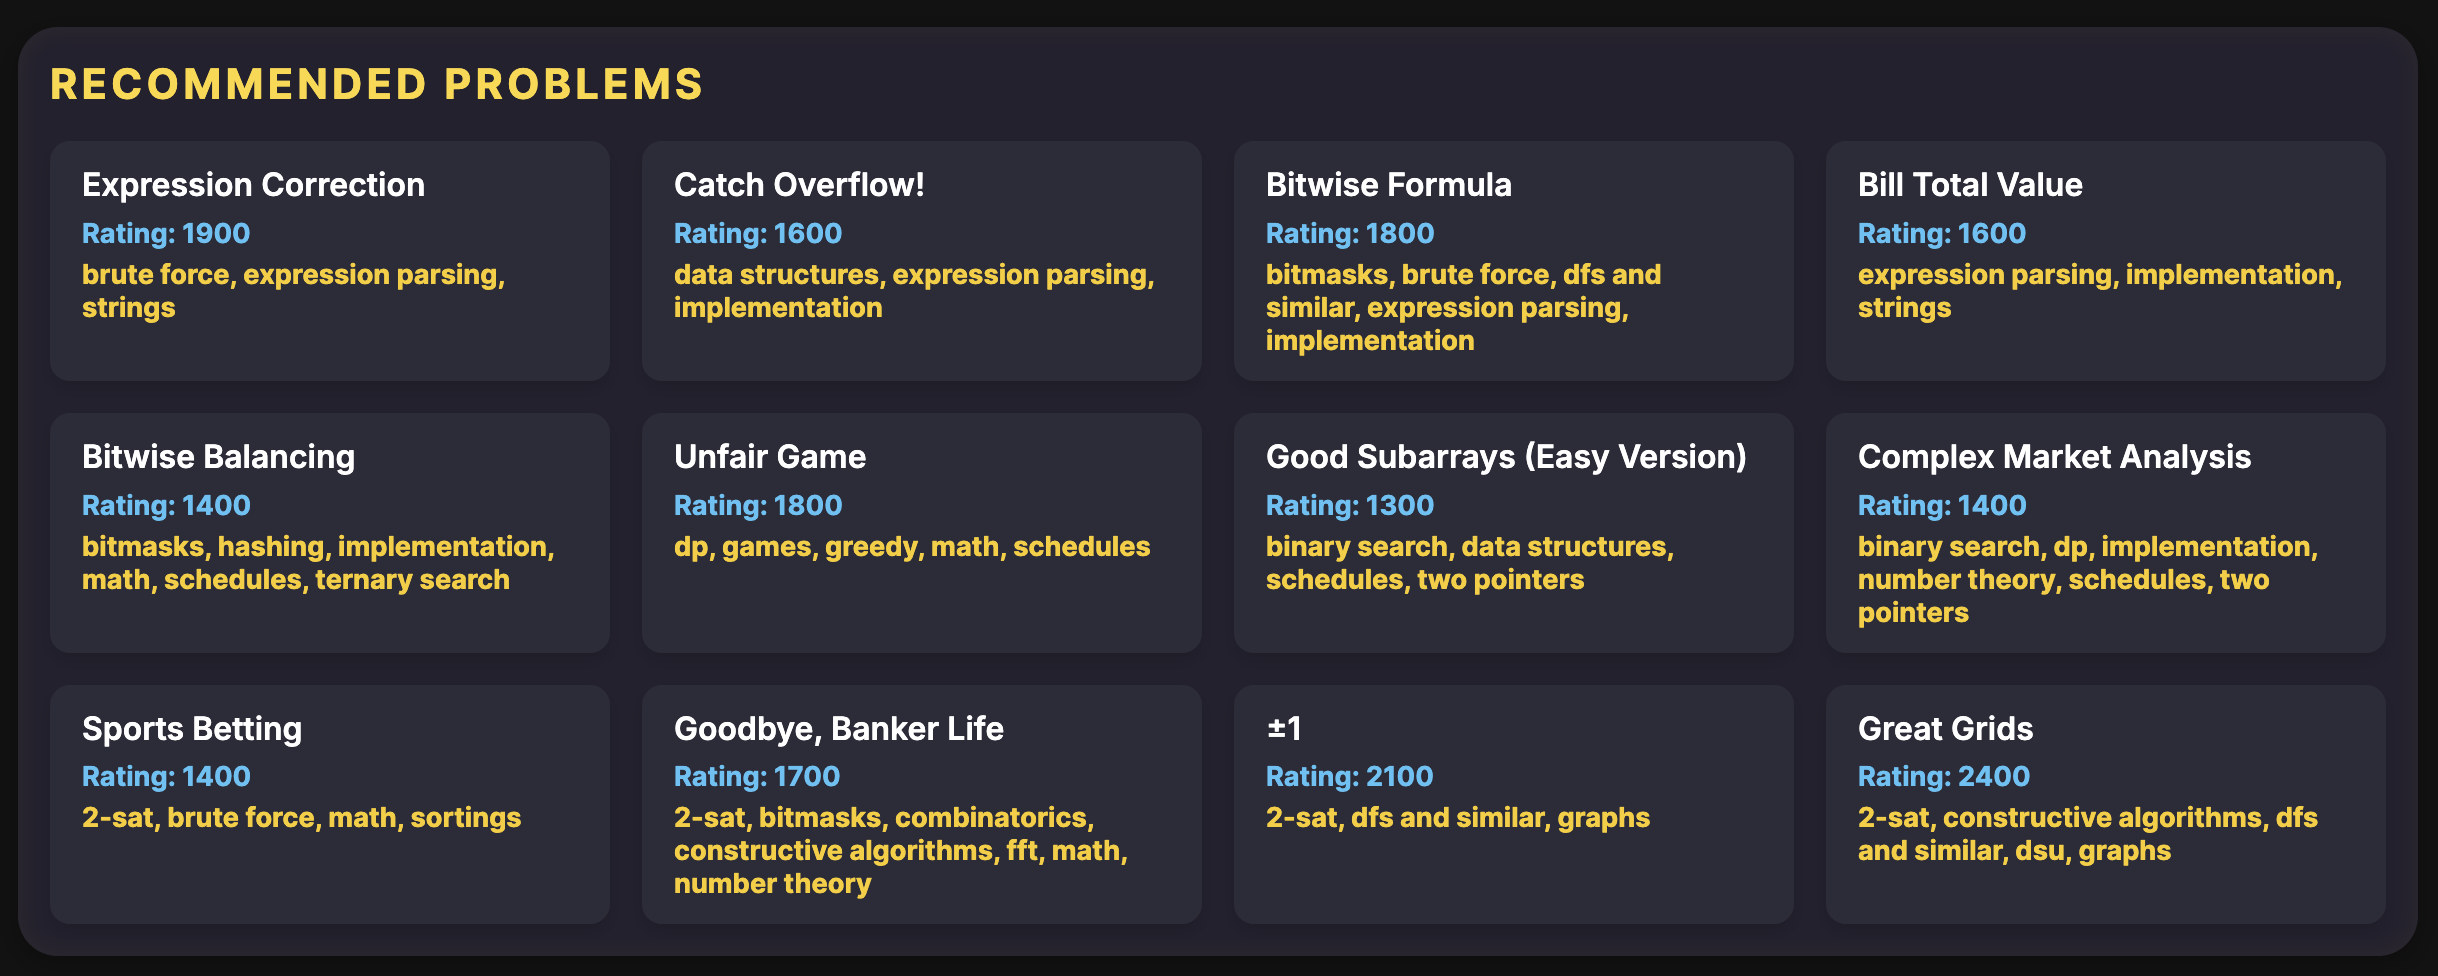 RECOMMENDED PROBLEMS
Expression Correction
Rating: 1900
brute force, expression parsing,
strings
Catch Overflow!
Rating: 1600
data structures, expression parsing,
implementation
Bitwise Formula
Rating: 1800
bitmasks, brute force, dfs and
similar, expression parsing,
implementation
Bill Total Value
Rating: 1600
expression parsing, implementation,
strings
Bitwise Balancing
Rating: 1400
bitmasks, hashing, implementation,
math, schedules, ternary search
Unfair Game
Rating: 1800
dp, games, greedy, math, schedules
Good Subarrays (Easy Version)
Rating: 1300
binary search, data structures,
schedules, two pointers
Complex Market Analysis
Rating: 1400
binary search, dp, implementation,
number theory, schedules, two
pointers
Sports Betting
Rating: 1400
2-sat, brute force, math, sortings
Goodbye, Banker Life
Rating: 1700
2-sat, bitmasks, combinatorics,
constructive algorithms, fft, math,
number theory
±1
Rating: 2100
2-sat, dfs and similar, graphs
Great Grids
Rating: 2400
2-sat, constructive algorithms, dfs
and similar, dsu, graphs